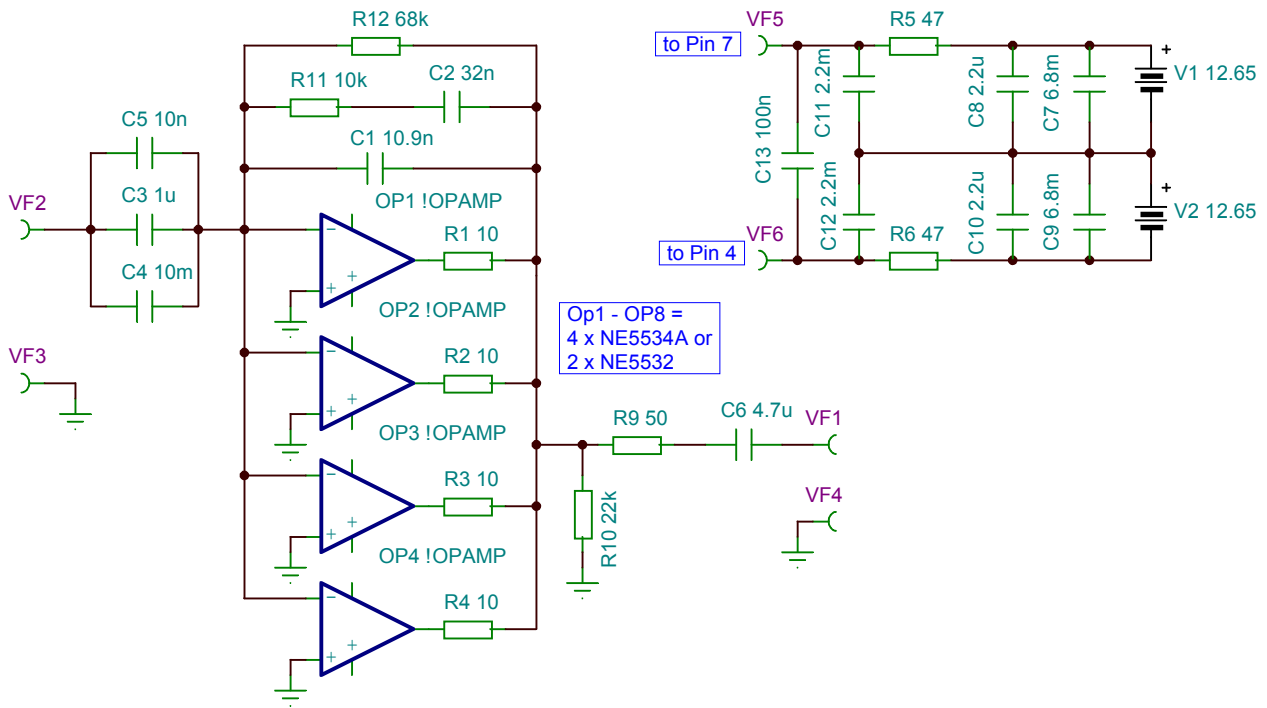 R12 68k
R11 10k
C2 32n
C1 10.9n
C5 10n
C3 1u
C4 10m
VF2
VF3
OP1 !OPAMP
R1 10
OP2 !OPAMP
R2 10
OP3 !OPAMP
R3 10
OP4 !OPAMP
R4 10
Op1 - OP8 =
4 x NE5534A or
2 x NE5532
R9 50
C6 4.7u
VF1
R10 22k
VF4
VF5
to Pin 7
R5 47
C13 100n
C11 2.2m
C8 2.2u
C7 6.8m
V1 12.65
VF6
to Pin 4
C12 2.2m
R6 47
C10 2.2u
C9 6.8m
V2 12.65